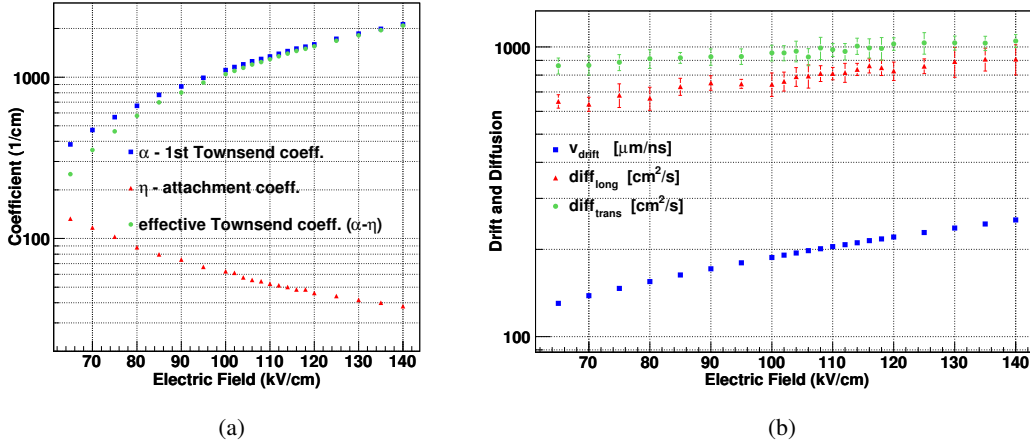 Coefficient (1/cm)
1000
100
α - 1st Townsend coeff.
η - attachment coeff.
effective Townsend coeff. (α-η)
70 80 90 100 110 120 130 140
Electric Field (kV/cm)
(a)
Drift and Diffusion
1000
100
v_drift [μm/ns]
diff_long [cm²/s]
diff_trans [cm²/s]
70 80 90 100 110 120 130 140
Electric Field (kV/cm)
(b)